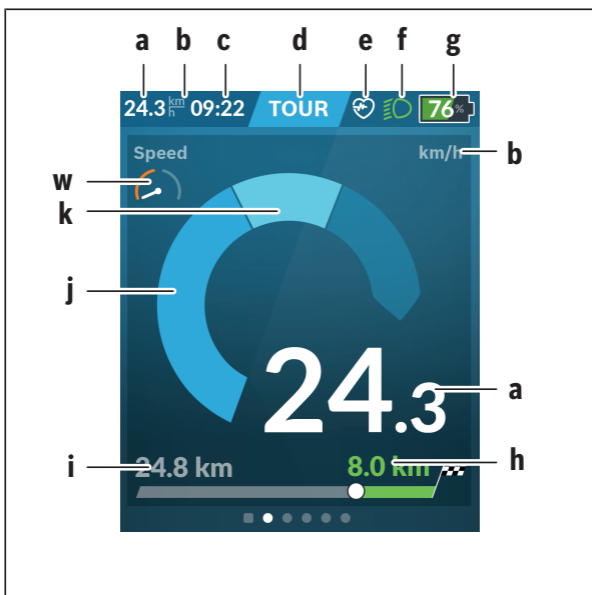 a b c d e f g
24.3 km/h 09:22 TOUR 76%
Speed km/h b
w
k
j
24.3 a
i 24.8 km 8.0 km h